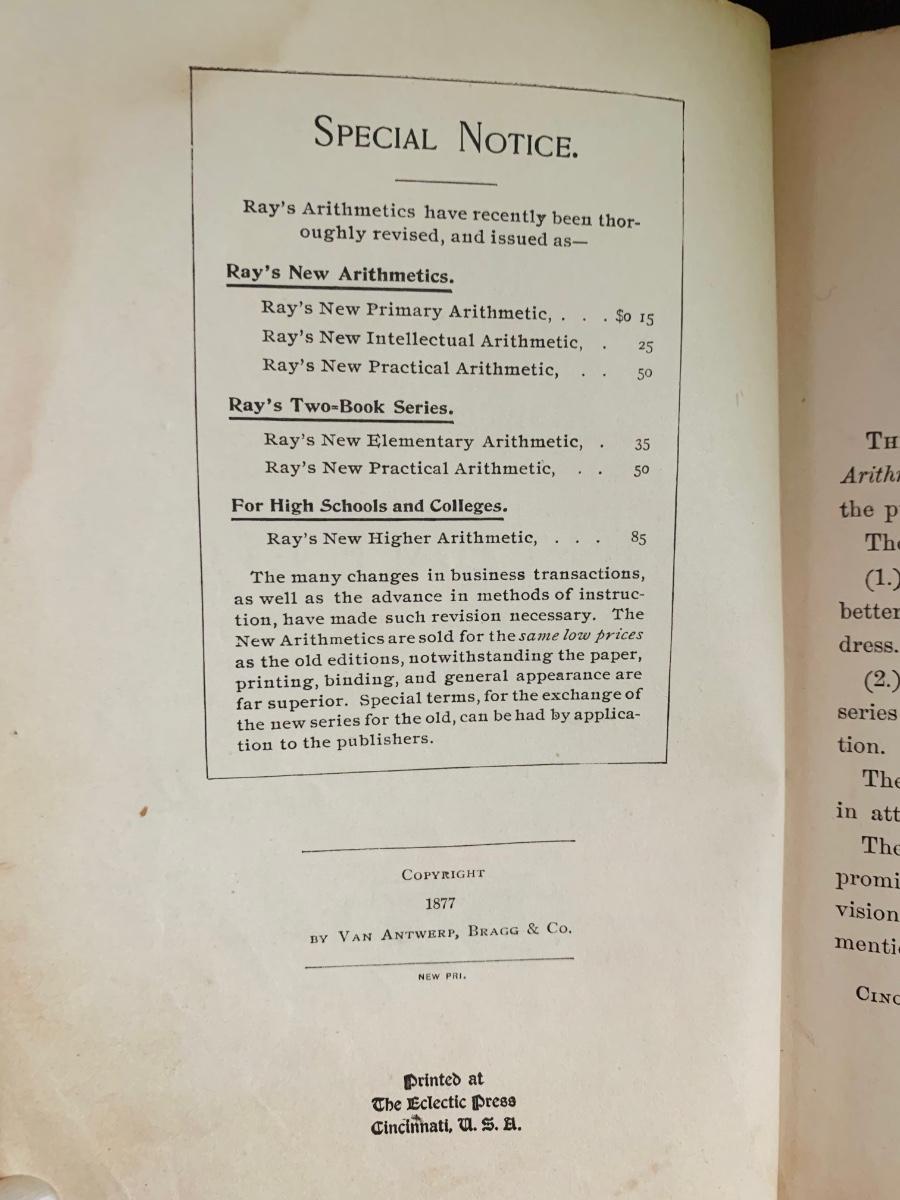 SPECIAL NOTICE.
Ray's Arithmetics have recently been thor-
oughly revised, and issued as—
Ray's New Arithmetics.
Ray's New Primary Arithmetic, . . . $0 15
Ray's New Intellectual Arithmetic, . 25
Ray's New Practical Arithmetic, . . 50
Ray's Two=Book Series.
Ray's New Elementary Arithmetic, . 35
Ray's New Practical Arithmetic, . . 50
For High Schools and Colleges.
Ray's New Higher Arithmetic, . . . 85
The many changes in business transactions,
as well as the advance in methods of instruc-
tion, have made such revision necessary. The
New Arithmetics are sold for the same low prices
as the old editions, notwithstanding the paper,
printing, binding, and general appearance are
far superior. Special terms, for the exchange of
the new series for the old, can be had by applica-
tion to the publishers.
COPYRIGHT
1877
BY VAN ANTWERP, BRAGG & CO.
NEW PRI.
Printed at
The Eclectic Press
Cincinnati, U. S. A.
TH
Arith
the p
The
(1.)
better
dress.
(2.)
series
tion.
The
in att
The
promi
vision
menti
CINC